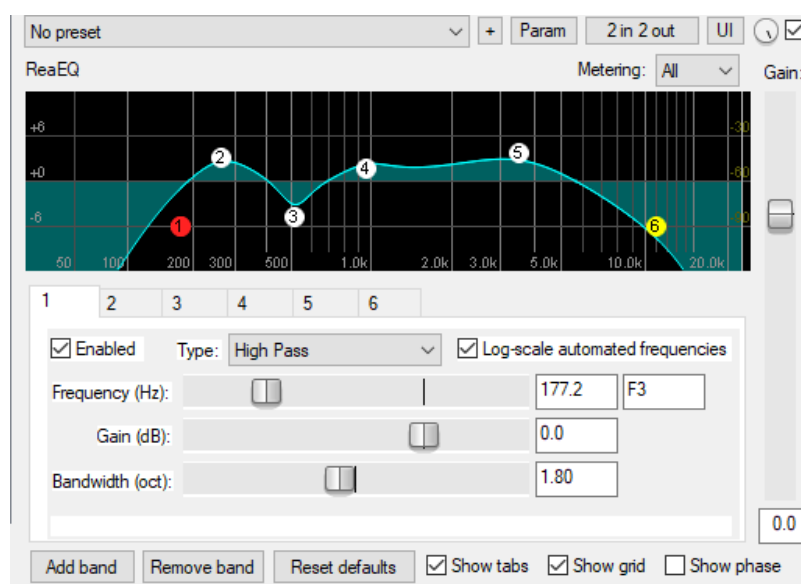 No preset + Param 2 in 2 out UI
ReaEQ Metering: All Gain:
+6 -30
+0 -60
-6 -90
1 2 3 4 5 6
50 100 200 300 500 1.0k 2.0k 3.0k 5.0k 10.0k 20.0k
1 2 3 4 5 6
Enabled Type: High Pass Log-scale automated frequencies
Frequency (Hz): 177.2 F3
Gain (dB): 0.0
Bandwidth (oct): 1.80
0.0
Add band Remove band Reset defaults Show tabs Show grid Show phase